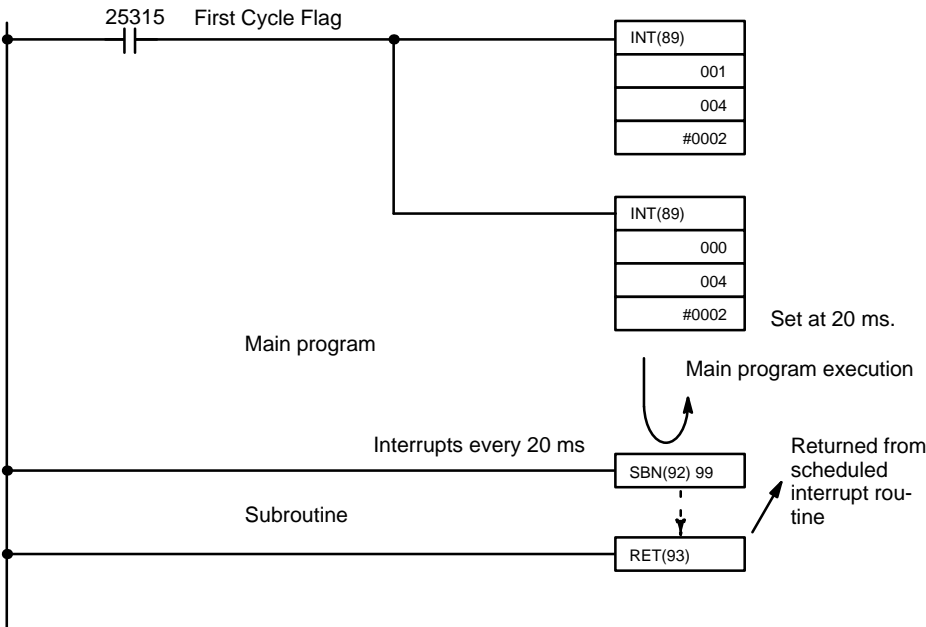 25315 First Cycle Flag
INT(89)
001
004
#0002
INT(89)
000
004
#0002
Set at 20 ms.
Main program
Main program execution
Interrupts every 20 ms
SBN(92) 99
Returned from
scheduled
interrupt rou-
tine
Subroutine
RET(93)